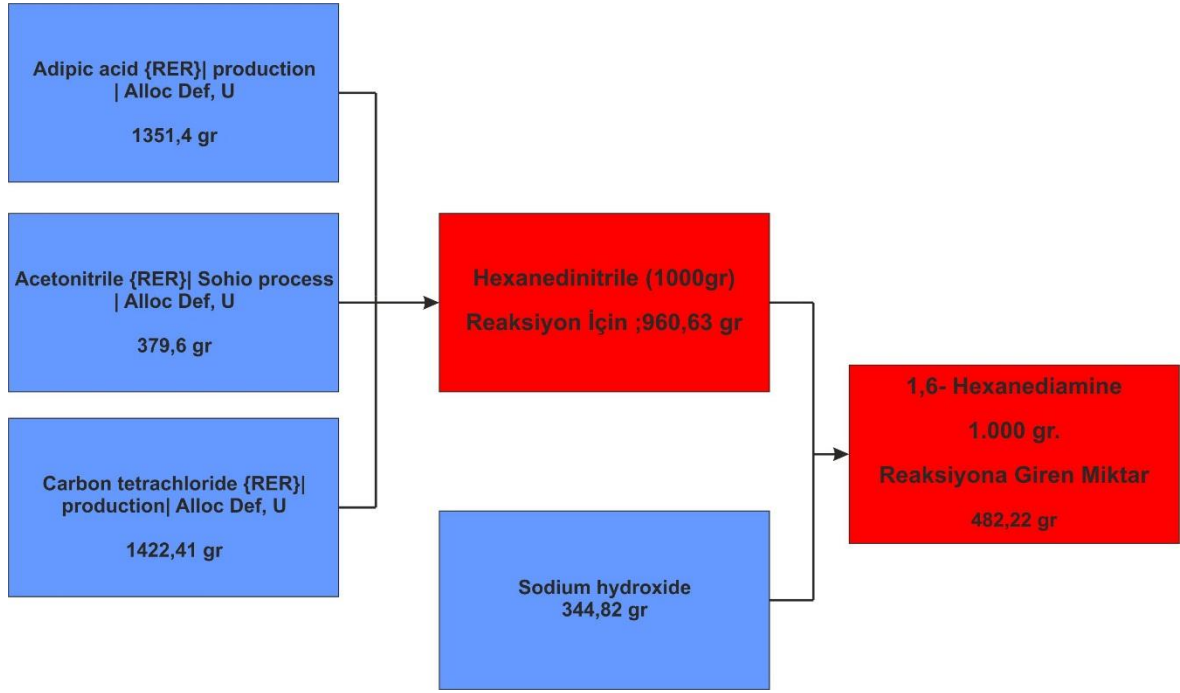 Adipic acid {RER}| production
| Alloc Def, U
1351,4 gr
Acetonitrile {RER}| Sohio process
| Alloc Def, U
379,6 gr
Carbon tetrachloride {RER}|
production| Alloc Def, U
1422,41 gr
Hexanedinitrile (1000gr)
Reaksiyon İçin ;960,63 gr
Sodium hydroxide
344,82 gr
1,6- Hexanediamine
1.000 gr.
Reaksiyona Giren Miktar
482,22 gr